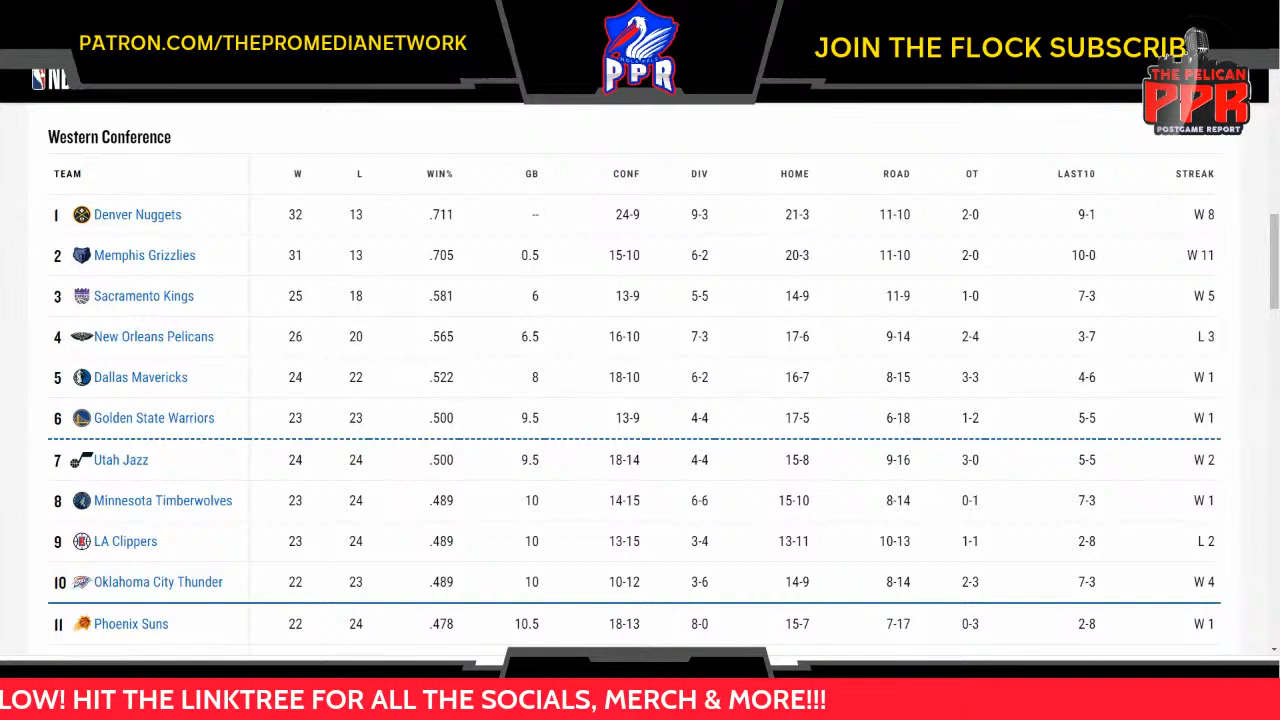 PATRON.COM/THEPROMEDIANETWORK
PPR
JOIN THE FLOCK SUBSCRIB
THE PELICAN
PPR
POSTGAME REPORT
Western Conference
TEAM W L WIN% GB CONF DIV HOME ROAD OT LAST10 STREAK
1 Denver Nuggets 32 13 .711 -- 24-9 9-3 21-3 11-10 2-0 9-1 W 8
2 Memphis Grizzlies 31 13 .705 0.5 15-10 6-2 20-3 11-10 2-0 10-0 W 11
3 Sacramento Kings 25 18 .581 6 13-9 5-5 14-9 11-9 1-0 7-3 W 5
4 New Orleans Pelicans 26 20 .565 6.5 16-10 7-3 17-6 9-14 2-4 3-7 L 3
5 Dallas Mavericks 24 22 .522 8 18-10 6-2 16-7 8-15 3-3 4-6 W 1
6 Golden State Warriors 23 23 .500 9.5 13-9 4-4 17-5 6-18 1-2 5-5 W 1
7 Utah Jazz 24 24 .500 9.5 18-14 4-4 15-8 9-16 3-0 5-5 W 2
8 Minnesota Timberwolves 23 24 .489 10 14-15 6-6 15-10 8-14 0-1 7-3 W 1
9 LA Clippers 23 24 .489 10 13-15 3-4 13-11 10-13 1-1 2-8 L 2
10 Oklahoma City Thunder 22 23 .489 10 10-12 3-6 14-9 8-14 2-3 7-3 W 4
11 Phoenix Suns 22 24 .478 10.5 18-13 8-0 15-7 7-17 0-3 2-8 W 1
LOW! HIT THE LINKTREE FOR ALL THE SOCIALS, MERCH & MORE!!!